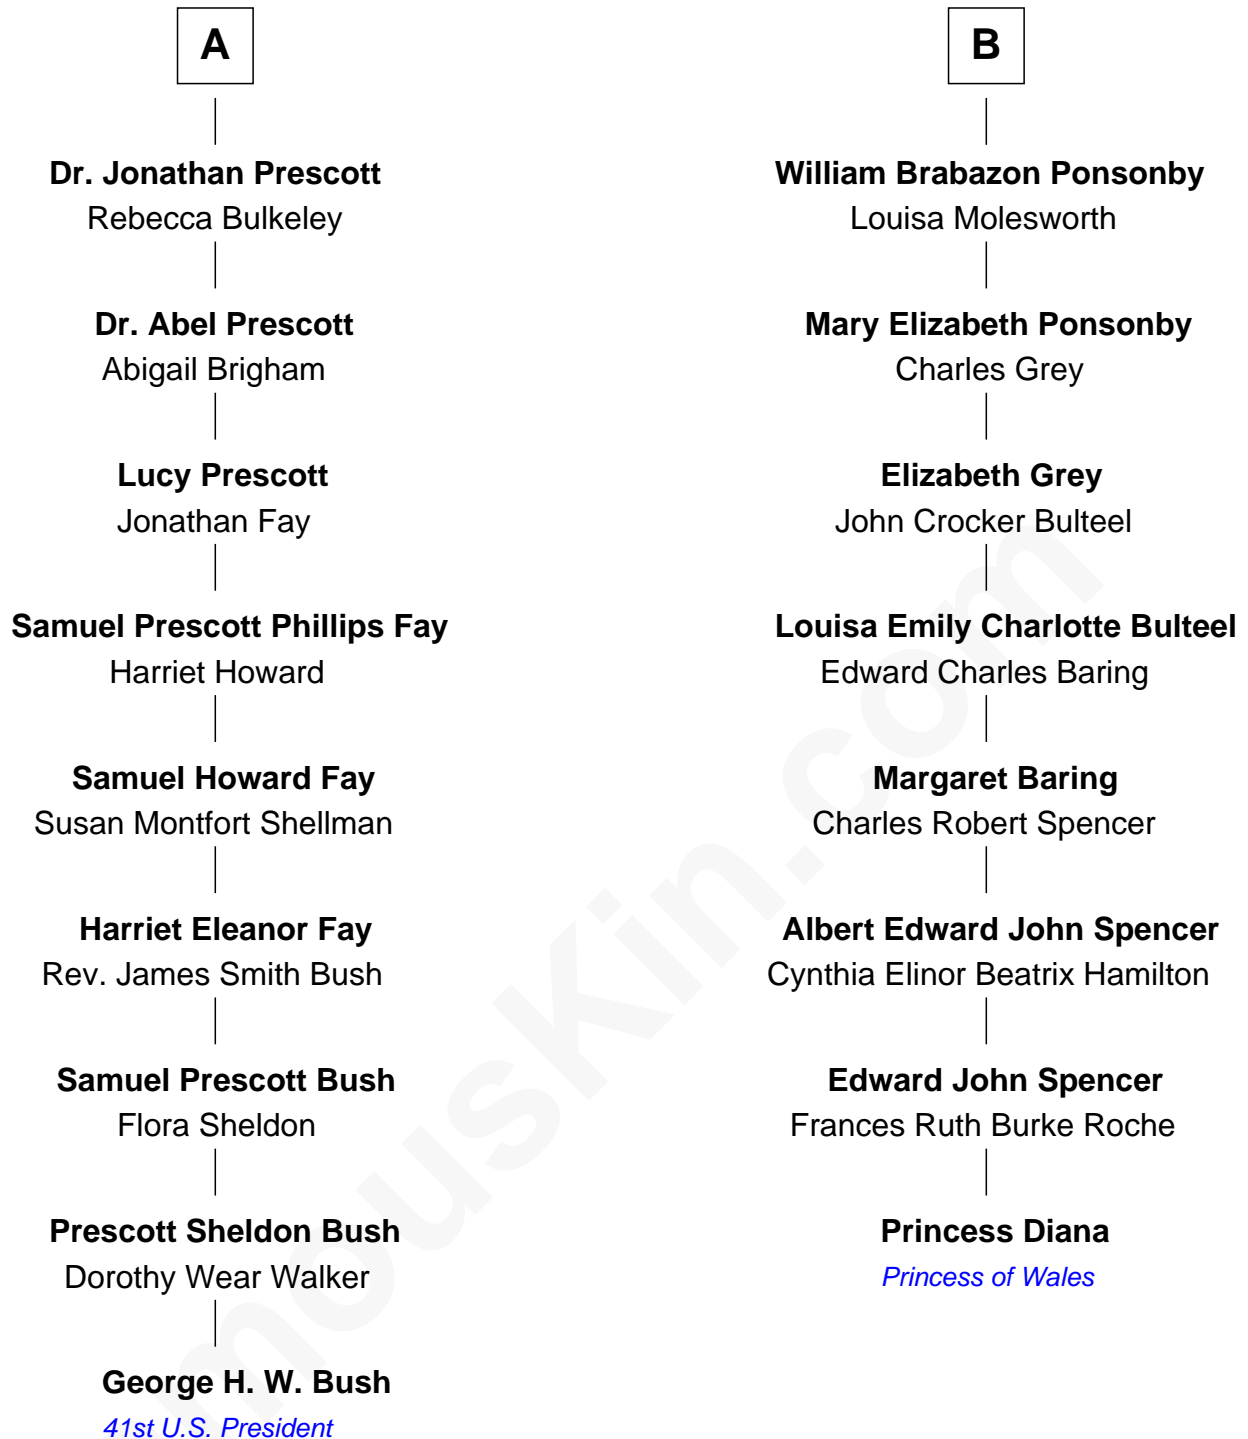 A
Dr. Jonathan Prescott
Rebecca Bulkeley
Dr. Abel Prescott
Abigail Brigham
Lucy Prescott
Jonathan Fay
Samuel Prescott Phillips Fay
Harriet Howard
Samuel Howard Fay
Susan Montfort Shellman
Harriet Eleanor Fay
Rev. James Smith Bush
Samuel Prescott Bush
Flora Sheldon
Prescott Sheldon Bush
Dorothy Wear Walker
George H. W. Bush
41st U.S. President
B
William Brabazon Ponsonby
Louisa Molesworth
Mary Elizabeth Ponsonby
Charles Grey
Elizabeth Grey
John Crocker Bulteel
Louisa Emily Charlotte Bulteel
Edward Charles Baring
Margaret Baring
Charles Robert Spencer
Albert Edward John Spencer
Cynthia Elinor Beatrix Hamilton
Edward John Spencer
Frances Ruth Burke Roche
Princess Diana
Princess of Wales
mousKin.com